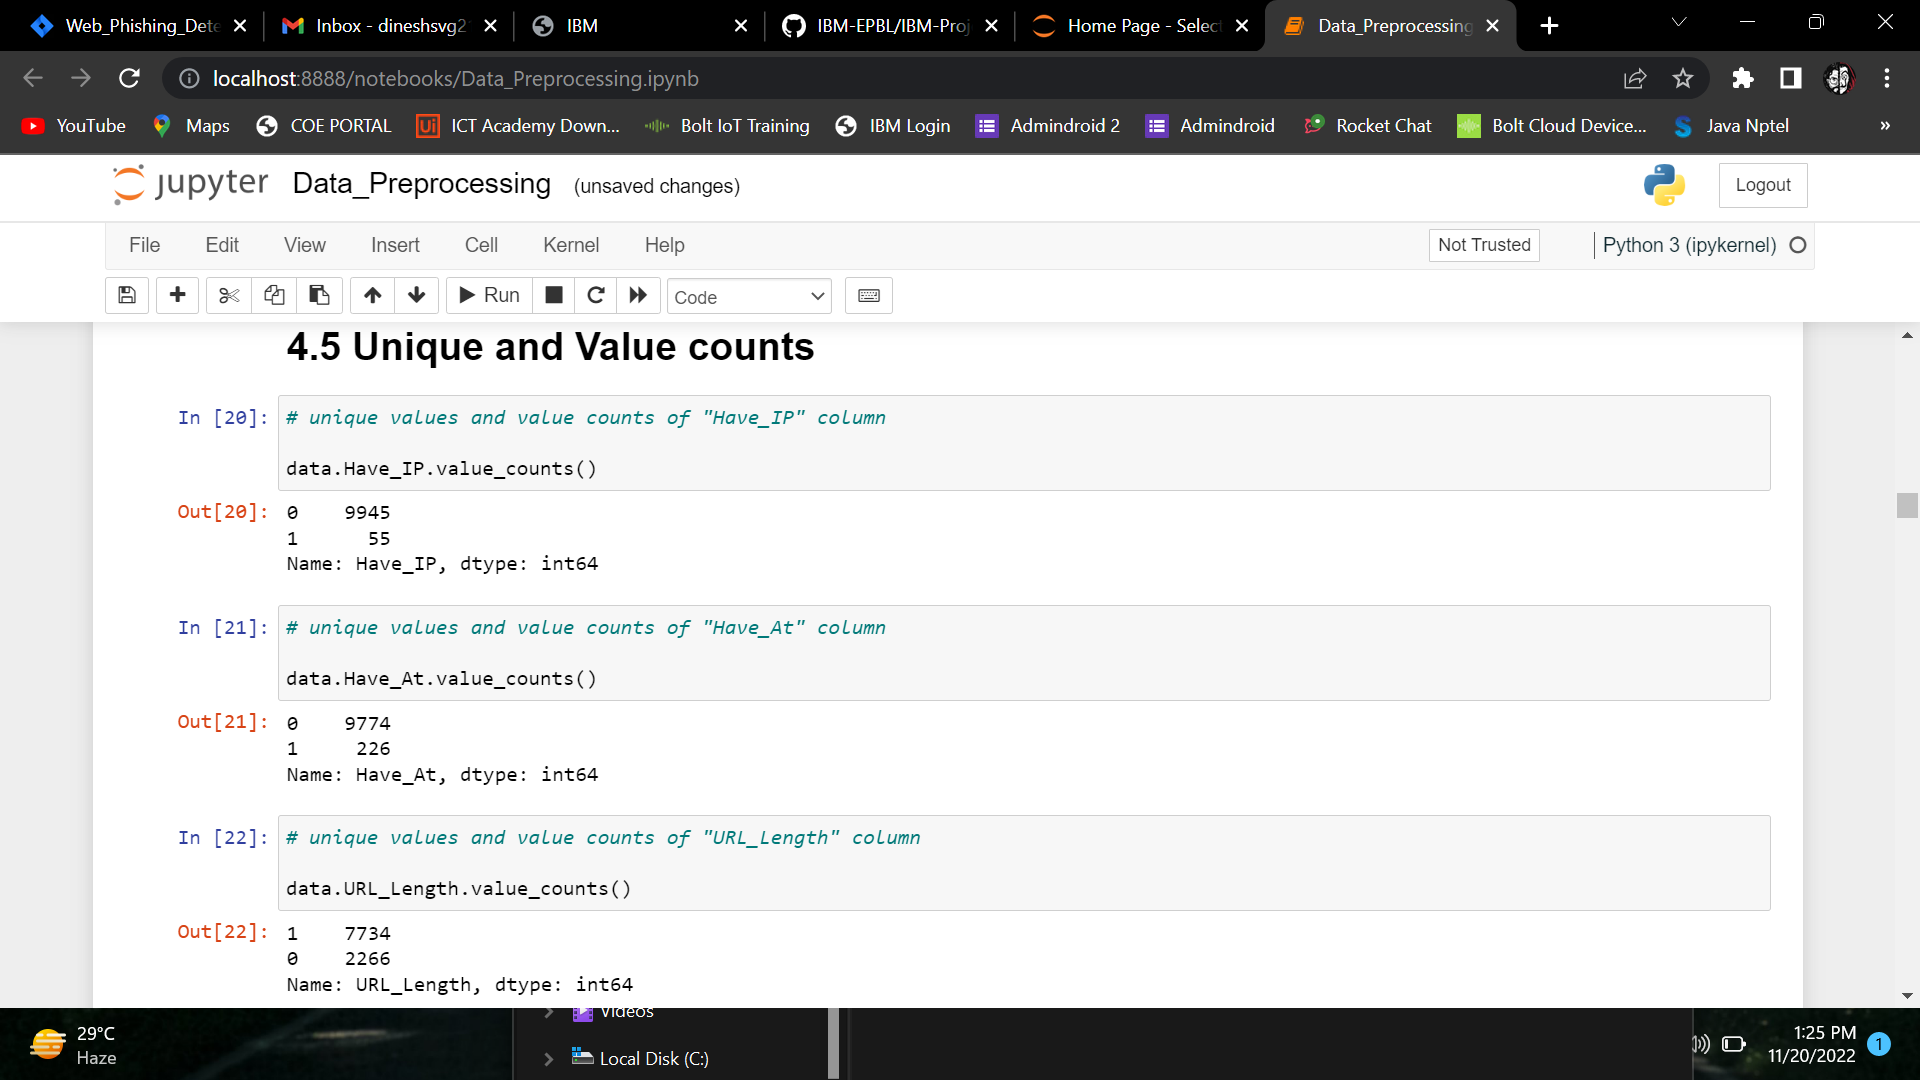 Web_Phishing_Dete
Inbox - dineshsvg2
IBM
IBM-EPBL/IBM-Proj
Home Page - Select
Data_Preprocessing
localhost:8888/notebooks/Data_Preprocessing.ipynb
YouTube
Maps
COE PORTAL
Ui
ICT Academy Down...
Bolt IoT Training
IBM Login
Admindroid 2
Admindroid
Rocket Chat
Bolt Cloud Device...
Java Nptel
»
jupyter
Data_Preprocessing
(unsaved changes)
Logout
File
Edit
View
Insert
Cell
Kernel
Help
Not Trusted
Python 3 (ipykernel)
Run
Code
4.5 Unique and Value counts
In [20]:
# unique values and value counts of "Have_IP" column
data.Have_IP.value_counts()
Out[20]:
0    9945
1      55
Name: Have_IP, dtype: int64
In [21]:
# unique values and value counts of "Have_At" column
data.Have_At.value_counts()
Out[21]:
0    9774
1     226
Name: Have_At, dtype: int64
In [22]:
# unique values and value counts of "URL_Length" column
data.URL_Length.value_counts()
Out[22]:
1    7734
0    2266
Name: URL_Length, dtype: int64
Videos
Local Disk (C:)
29°C
Haze
1:25 PM
11/20/2022
1